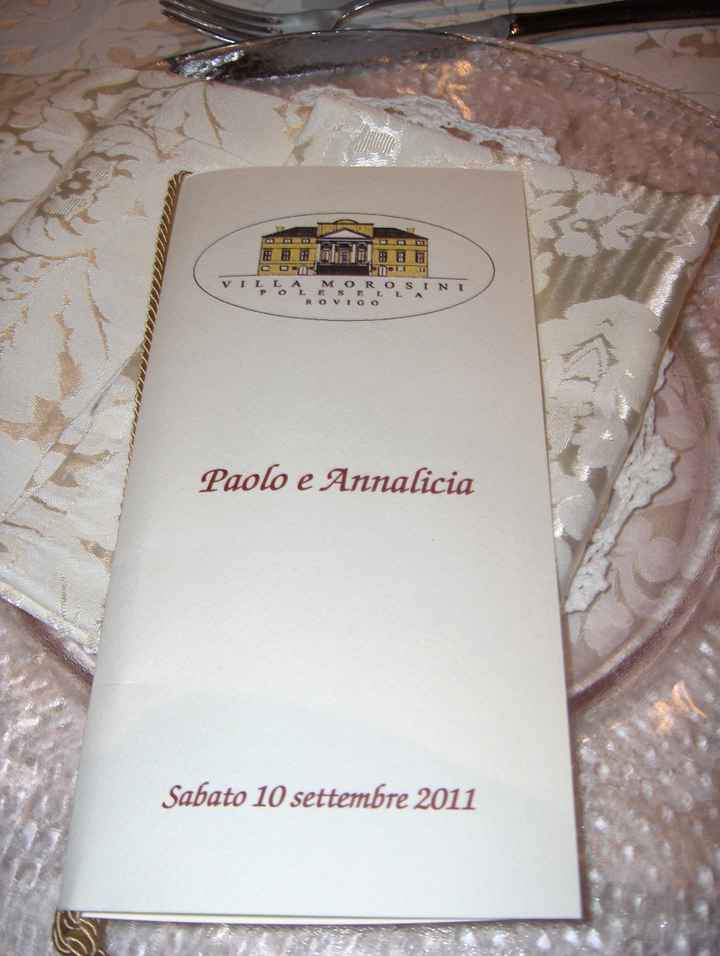 VILLA MOROSINI
POLESELLA
ROVIGO
Paolo e Annalicia
Sabato 10 settembre 2011